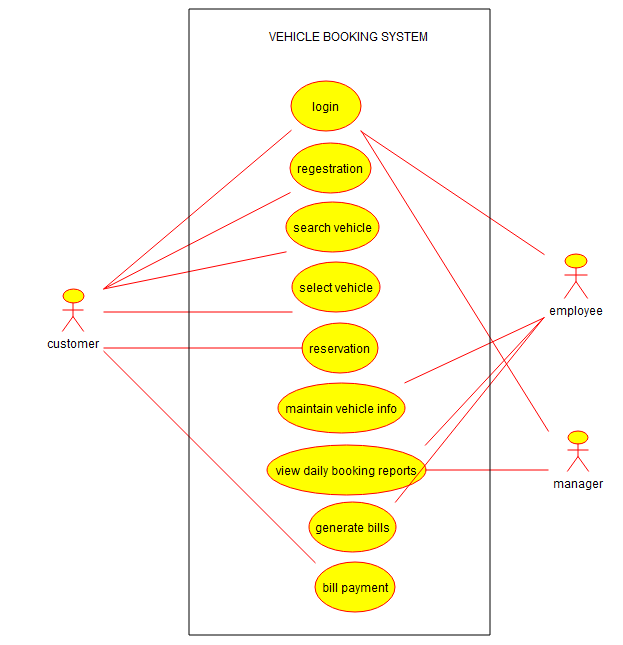 VEHICLE BOOKING SYSTEM
login
regestration
search vehicle
select vehicle
employee
customer
reservation
maintain vehicle info
view daily booking reports
manager
generate bills
bill payment